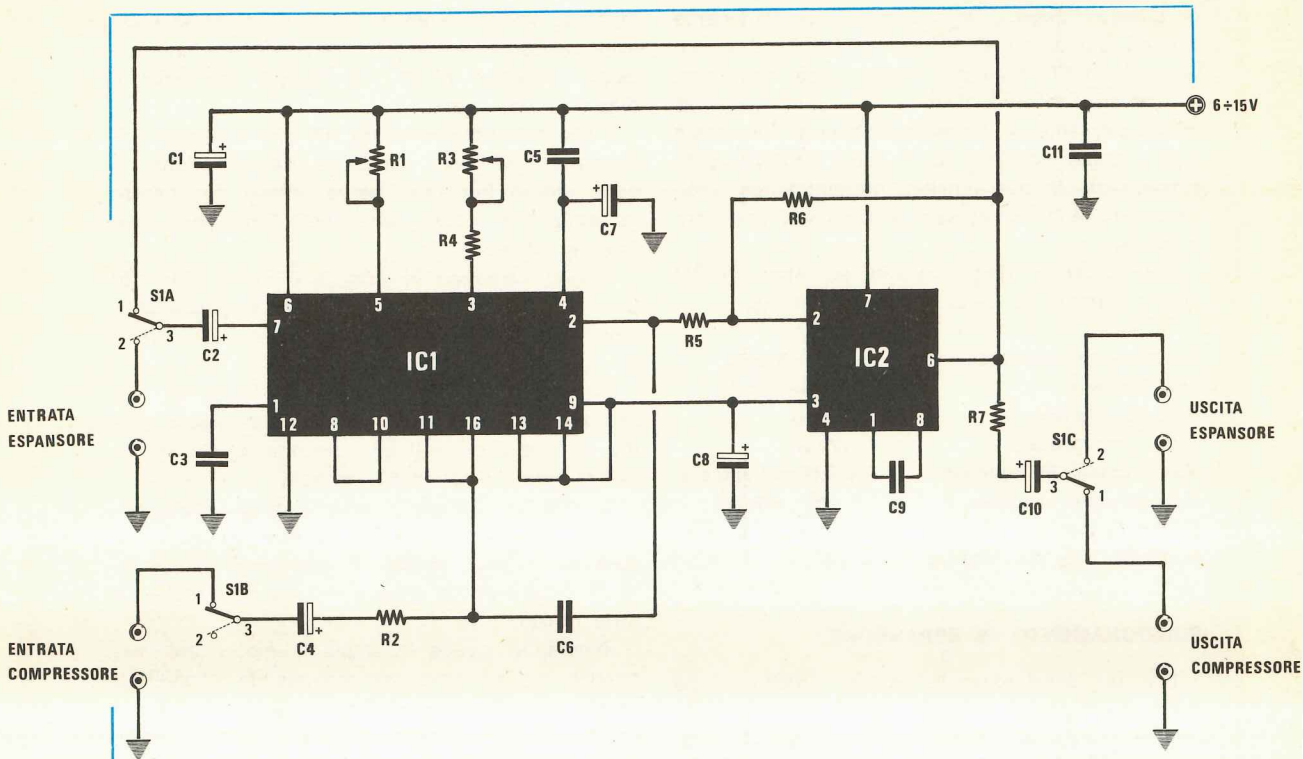 6÷15V
C1
R1
R3
C5
C11
R4
C7
R6
S1A
1
2
3
C2
6
5
3
4
7
2
IC1
1
9
12
8
10
11
16
13
14
R5
7
2
IC2
6
3
4
1
8
ENTRATA
ESPANSORE
C3
C8
C9
R7
C10
S1C
2
3
1
USCITA
ESPANSORE
S1B
1
2
3
C4
R2
C6
ENTRATA
COMPRESSORE
USCITA
COMPRESSORE